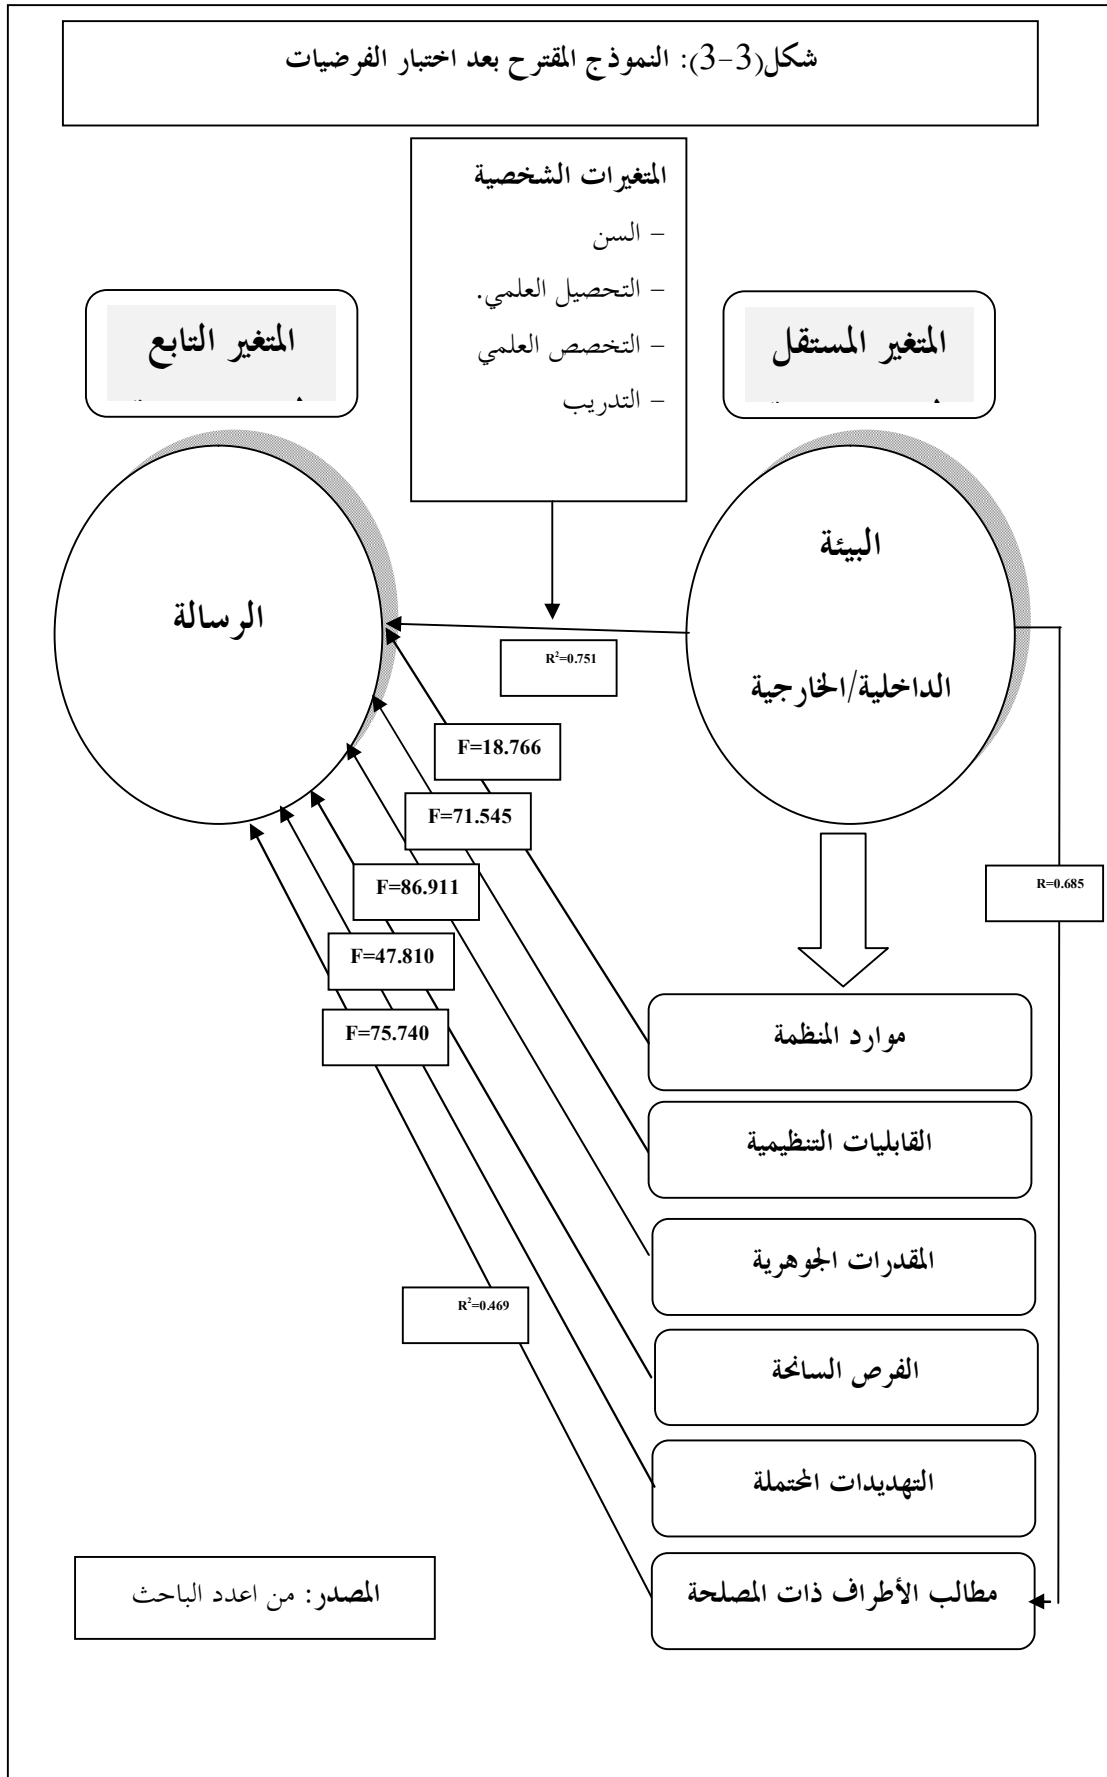 شكل(3-3): النموذج المقترح بعد اختبار الفرضيات
المتغيرات الشخصية
- السن
- التحصيل العلمي.
- التخصص العلمي
- التدريب
المتغير المستقل
المتغير التابع
البيئة
الداخلية/الخارجية
الرسالة
R²=0.751
F=18.766
F=71.545
F=86.911
F=47.810
F=75.740
R=0.685
موارد المنظمة
القابليات التنظيمية
المقدرات الجوهرية
الفرص السانحة
التهديدات المحتملة
مطالب الأطراف ذات المصلحة
R²=0.469
المصدر: من اعدد الباحث